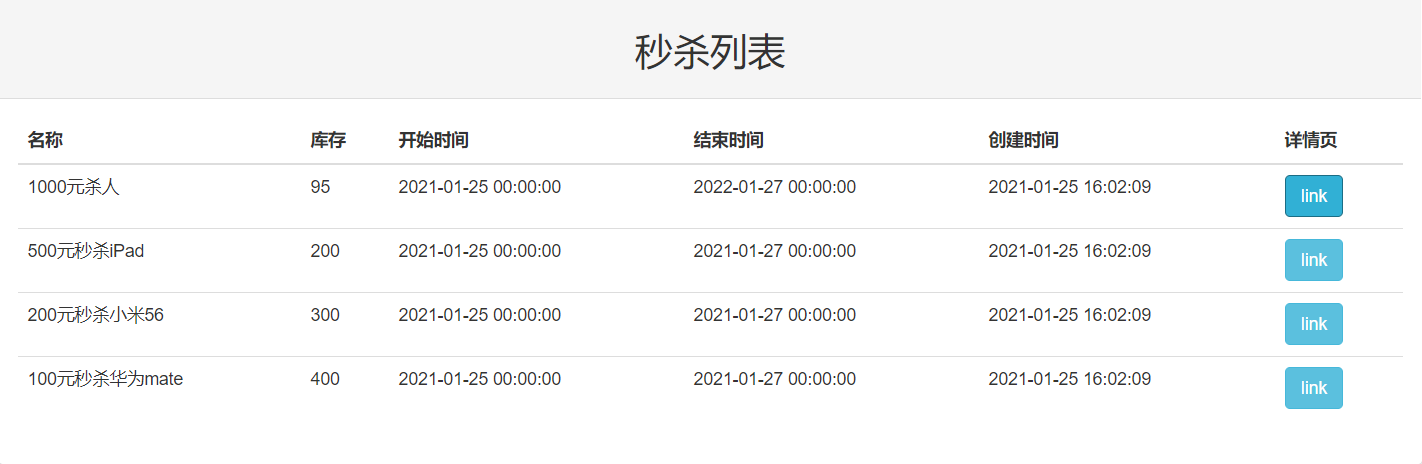 秒杀列表
名称 库存 开始时间 结束时间 创建时间 详情页
1000元杀人 95 2021-01-25 00:00:00 2022-01-27 00:00:00 2021-01-25 16:02:09 link
500元秒杀iPad 200 2021-01-25 00:00:00 2021-01-27 00:00:00 2021-01-25 16:02:09 link
200元秒杀小米56 300 2021-01-25 00:00:00 2021-01-27 00:00:00 2021-01-25 16:02:09 link
100元秒杀华为mate 400 2021-01-25 00:00:00 2021-01-27 00:00:00 2021-01-25 16:02:09 link